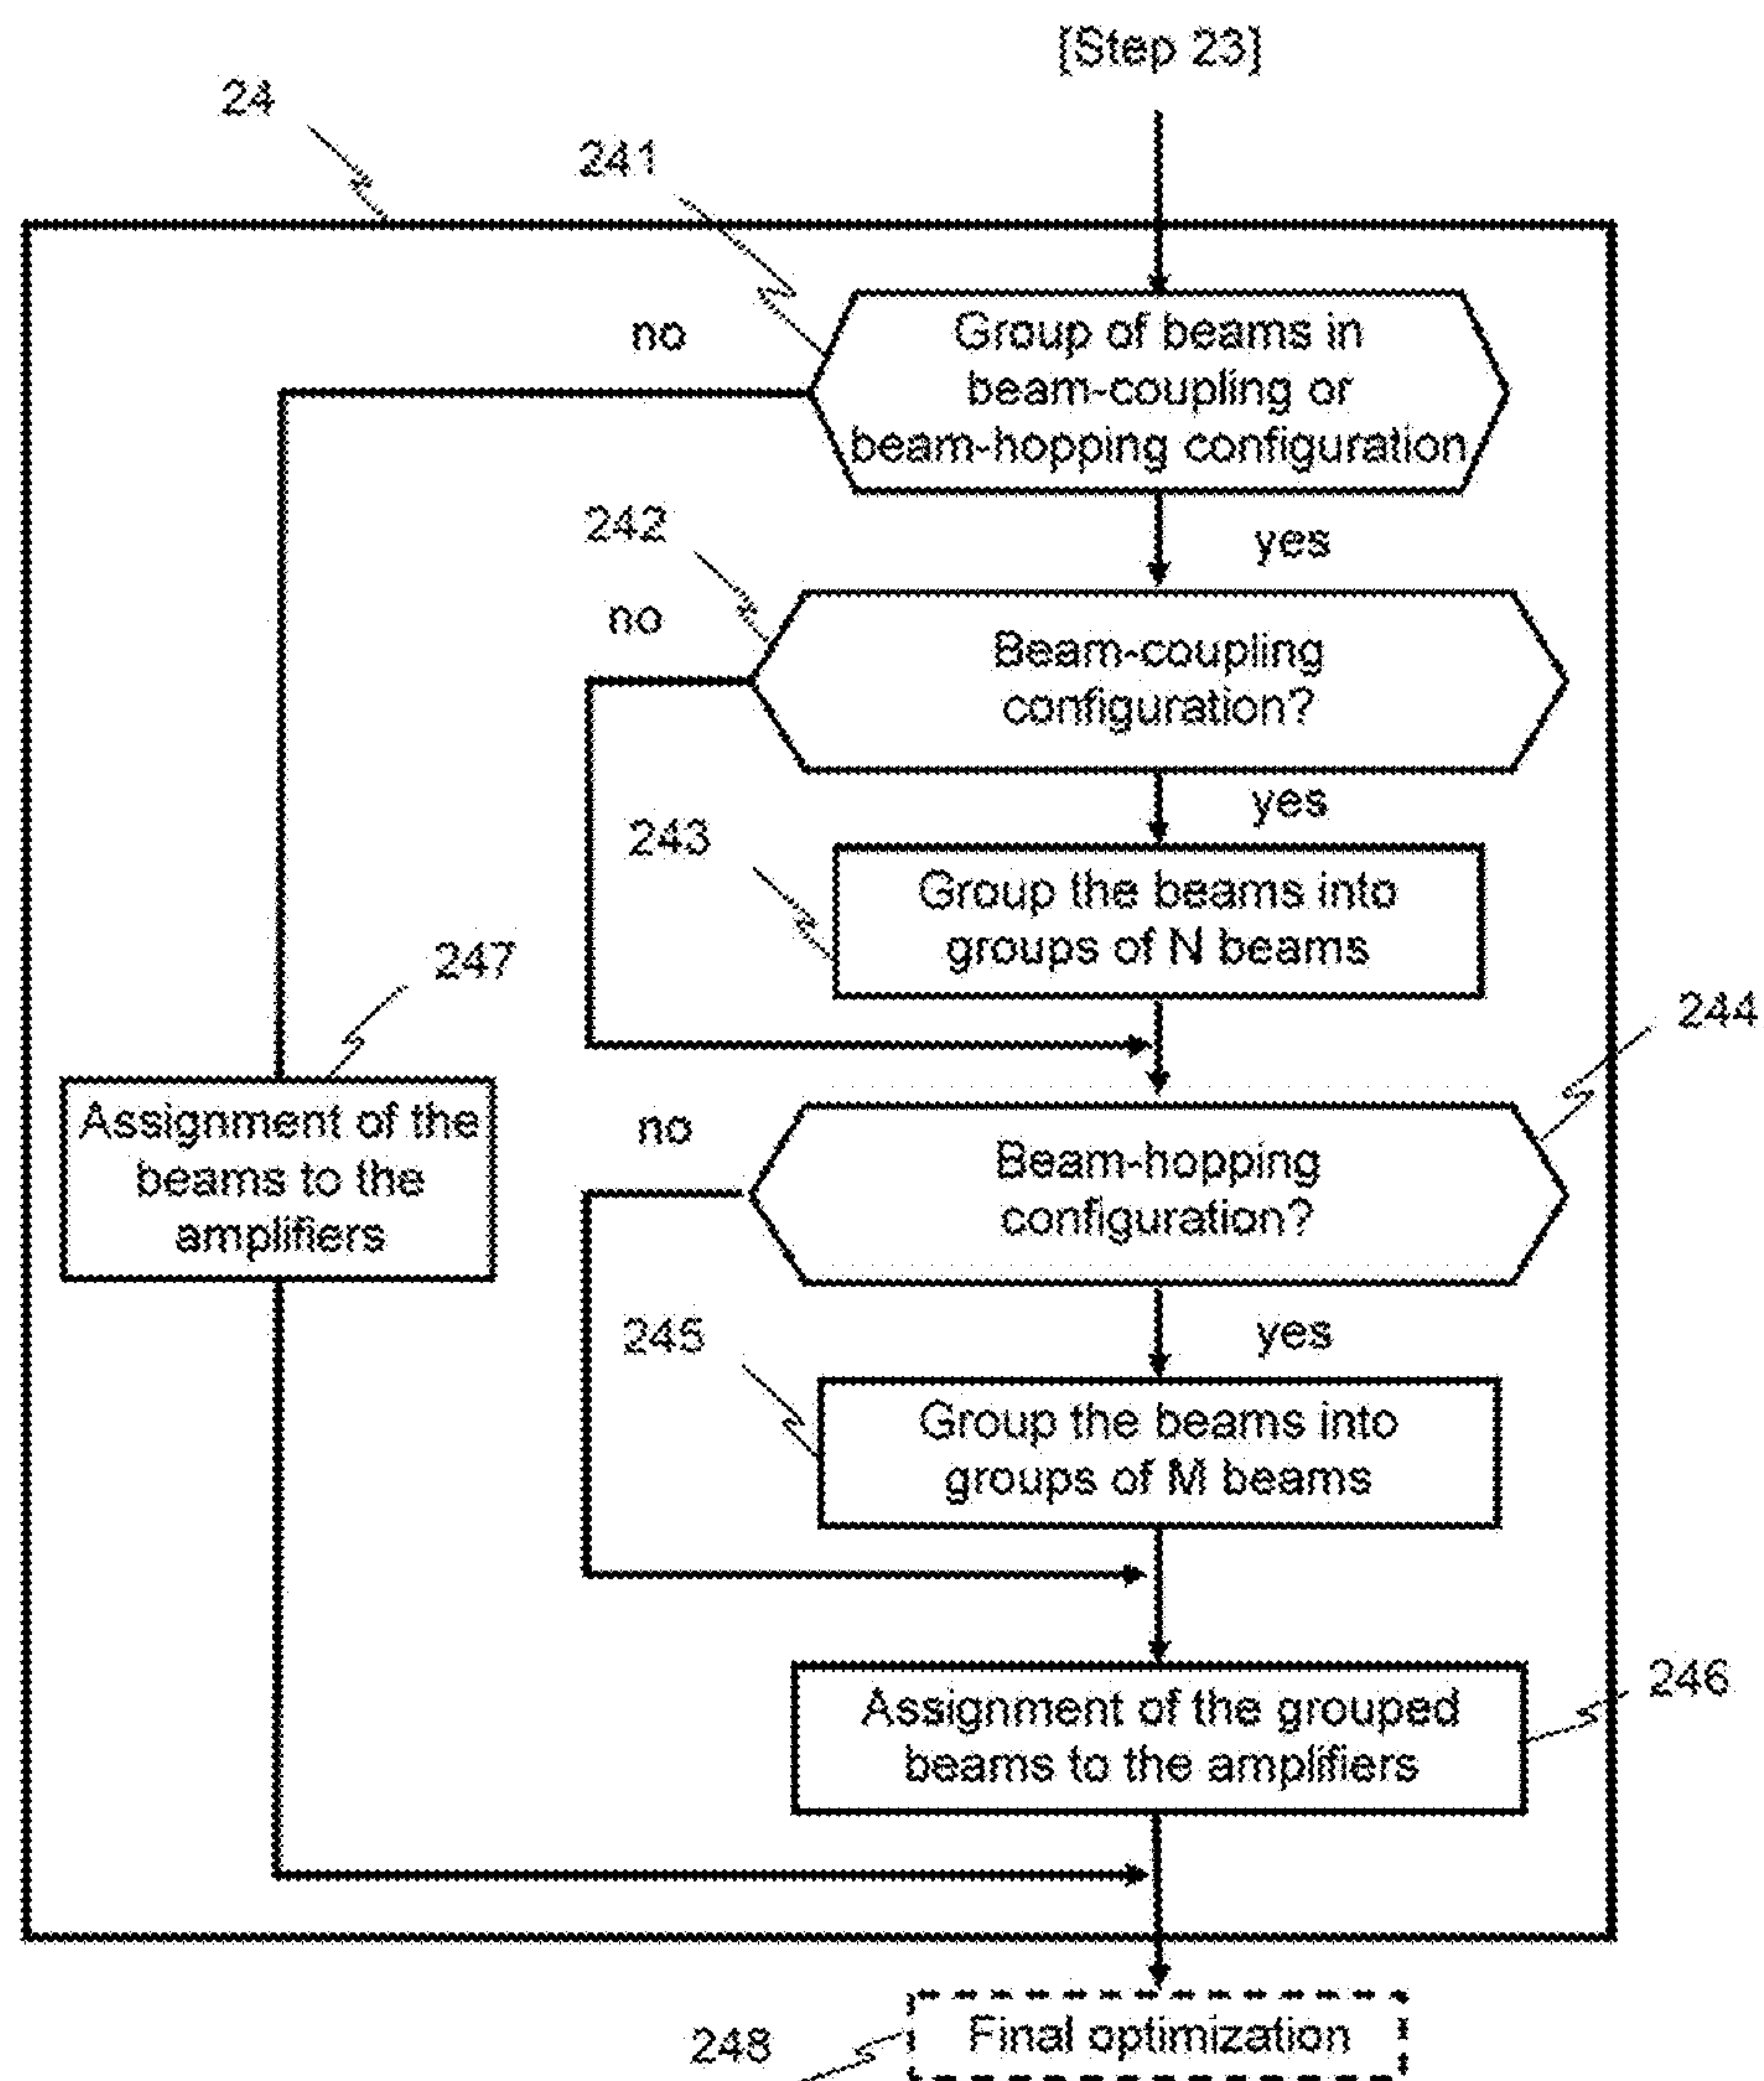 [Step 23]
24
241
no
Group of beams in
beam-coupling or
beam-hopping configuration
242
yes
no
Beam-coupling
configuration?
yes
243
Group the beams into
groups of N beams
247
244
Assignment of the
beams to the
amplifiers
no
Beam-hopping
configuration?
245
yes
Group the beams into
groups of M beams
246
Assignment of the grouped
beams to the amplifiers
248
Final optimization